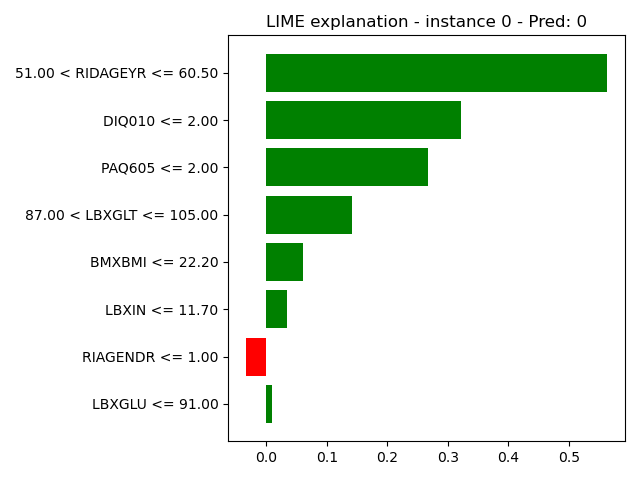 LIME explanation - instance 0 - Pred: 0
51.00 < RIDAGEYR <= 60.50
DIQ010 <= 2.00
PAQ605 <= 2.00
87.00 < LBXGLT <= 105.00
BMXBMI <= 22.20
LBXIN <= 11.70
RIAGENDR <= 1.00
LBXGLU <= 91.00
0.0 0.1 0.2 0.3 0.4 0.5